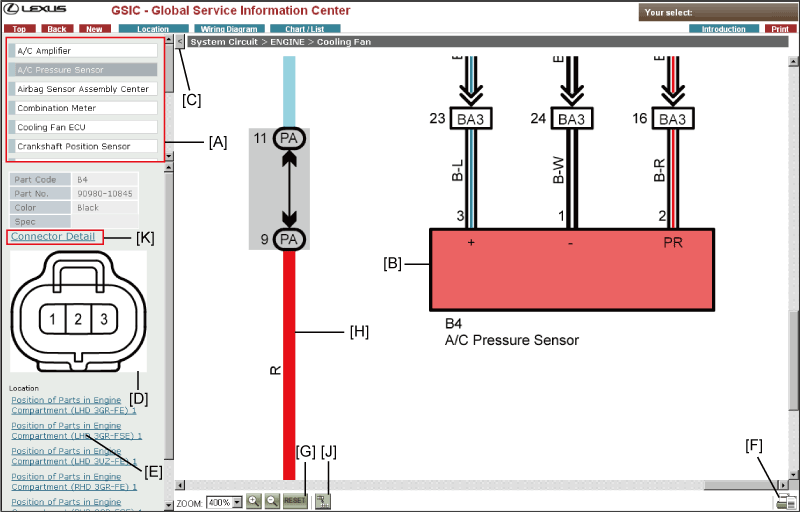 LEXUS
GSIC - Global Service Information Center
Your select:
Top
Back
New
Location
Wiring Diagram
Chart / List
Introduction
Print
System Circuit > ENGINE > Cooling Fan
<
[C]
A/C Amplifier
A/C Pressure Sensor
Airbag Sensor Assembly Center
Combination Meter
Cooling Fan ECU
Crankshaft Position Sensor
[A]
Part Code B4
Part No. 90980-10845
Color Black
Spec
Connector Detail
[K]
1 2 3
[D]
Location
Position of Parts in Engine
Compartment (LHD 3GR-FE) 1
Position of Parts in Engine
Compartment (LHD 3GR-FSE) 1
[E]
Position of Parts in Engine
Compartment (LHD 3UZ-FE) 1
Position of Parts in Engine
Compartment (RHD 3GR-FE) 1
Position of Parts in Engine
11 PA
9 PA
[H]
R
23 BA3
24 BA3
16 BA3
B-L
B-W
B-R
3
1
2
+
-
PR
[B]
B4
A/C Pressure Sensor
[G]
[J]
[F]
ZOOM: 400%
RESET